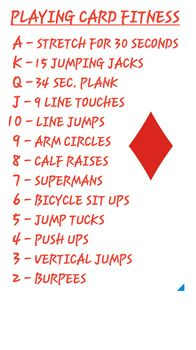 PLAYING CARD FITNESS
A - STRETCH FOR 30 SECONDS
K - 15 JUMPING JACKS
Q - 34 SEC. PLANK
J - 9 LINE TOUCHES
10 - LINE JUMPS
9 - ARM CIRCLES
8 - CALF RAISES
7 - SUPERMANS
6 - BICYCLE SIT UPS
5 - JUMP TUCKS
4 - PUSH UPS
3 - VERTICAL JUMPS
2 - BURPEES